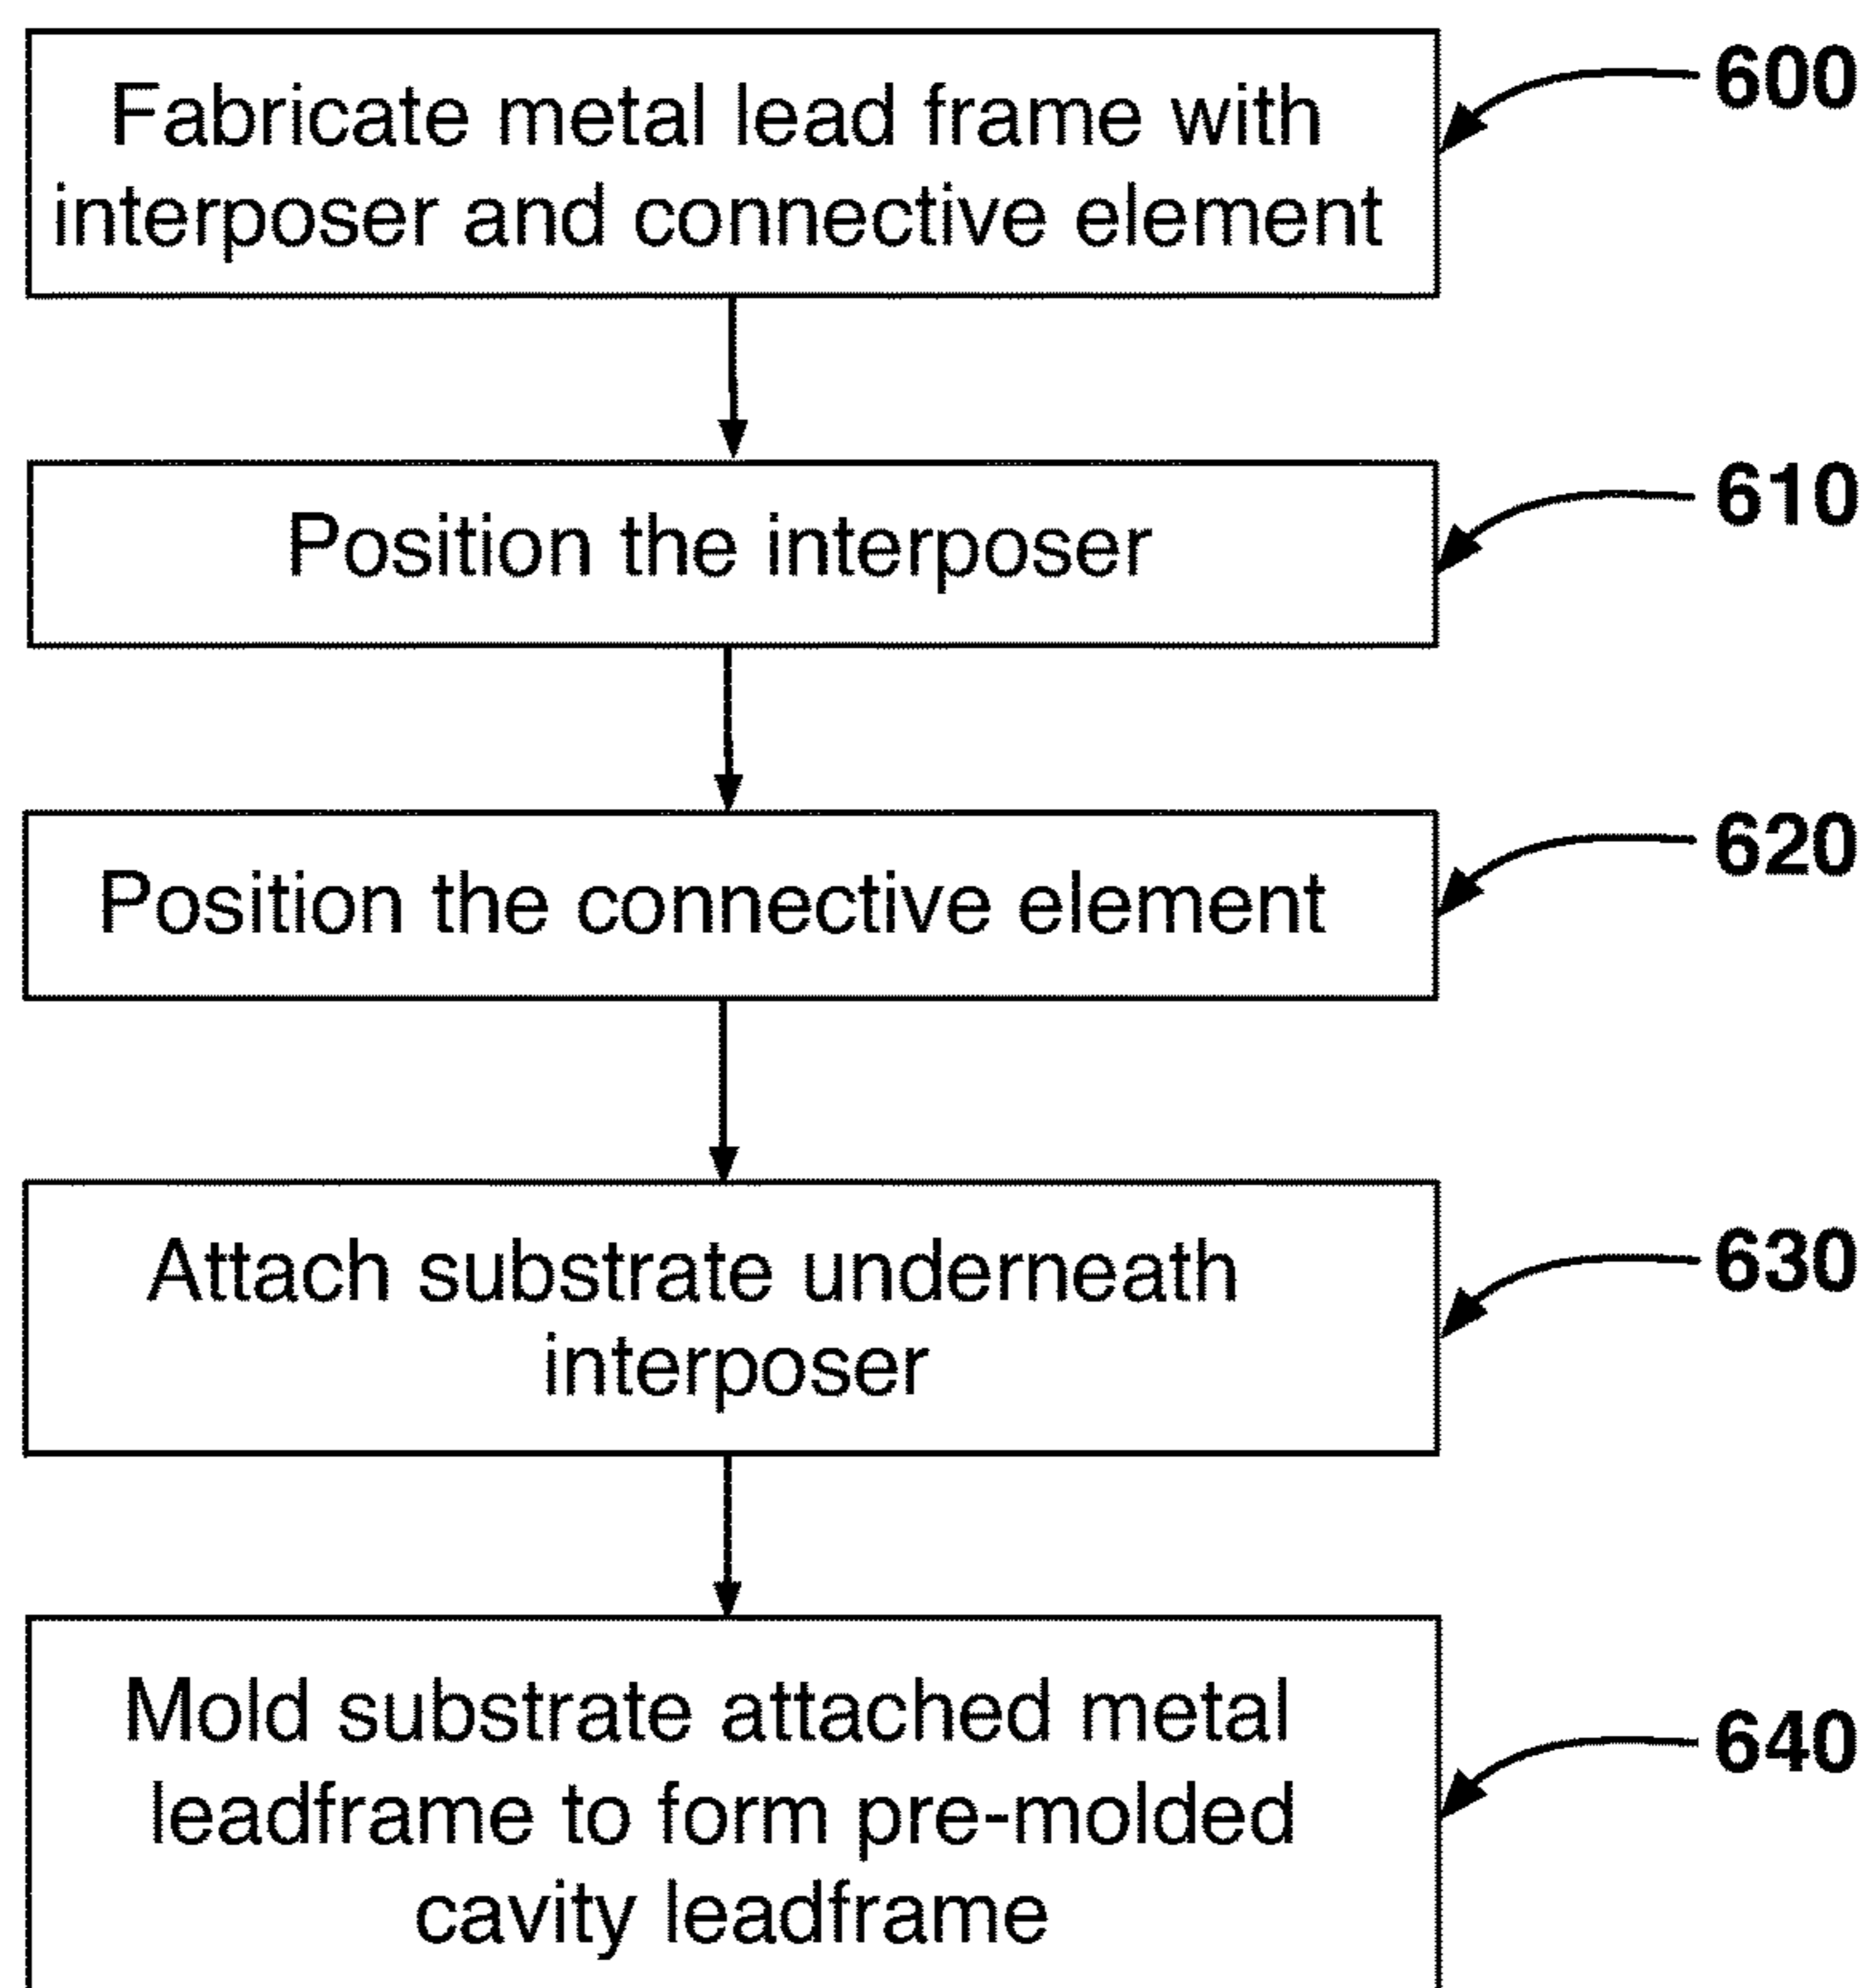 Fabricate metal lead frame with
interposer and connective element
600
Position the interposer
610
Position the connective element
620
Attach substrate underneath
interposer
630
Mold substrate attached metal
leadframe to form pre-molded
cavity leadframe
640